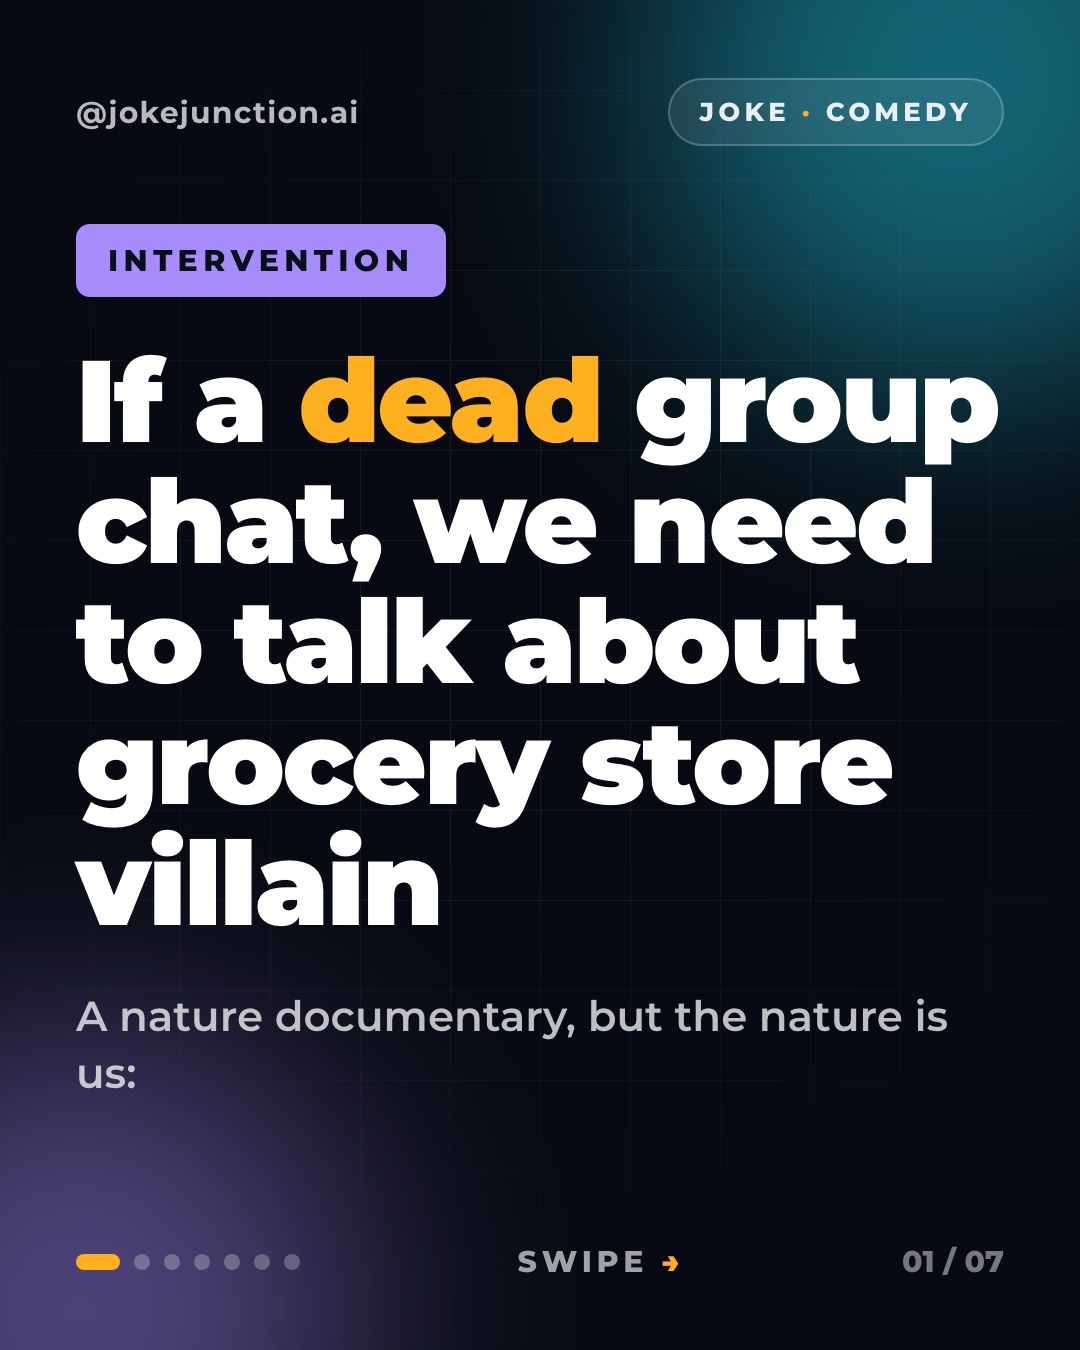 @jokejunction.ai
JOKE • COMEDY
INTERVENTION
If a dead group
chat, we need
to talk about
grocery store
villain
A nature documentary, but the nature is
us:
SWIPE →
01 / 07